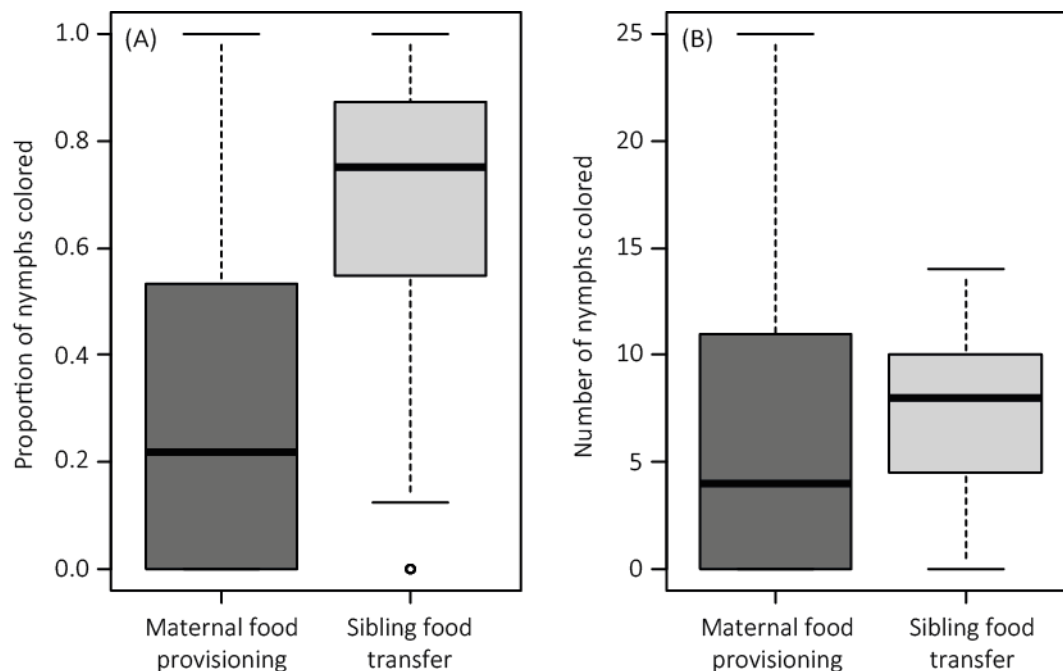 (A)
Proportion of nymphs colored
1.0
0.8
0.6
0.4
0.2
0.0
Maternal food
provisioning
Sibling food
transfer
(B)
Number of nymphs colored
25
20
15
10
5
0
Maternal food
provisioning
Sibling food
transfer